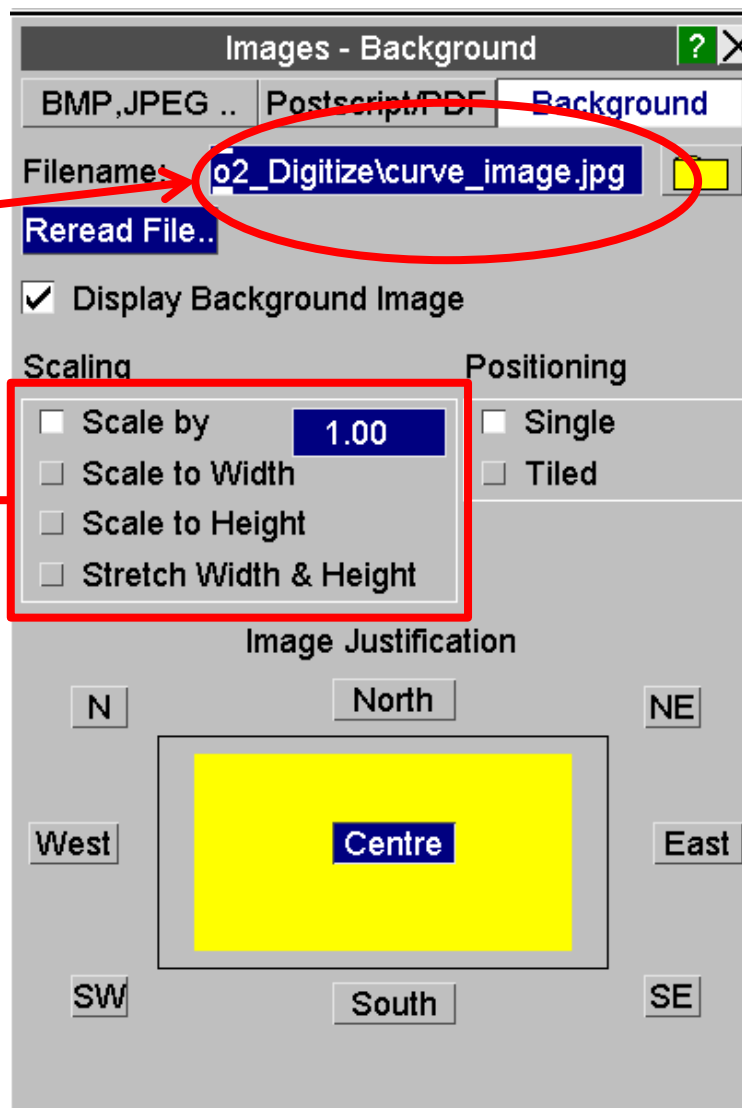 Images - Background ? X
BMP,JPEG .. Postscript/PDF Background
Filename: o2_Digitize\curve_image.jpg
Reread File..
Display Background Image
Scaling Positioning
Scale by 1.00 Single
Scale to Width Tiled
Scale to Height
Stretch Width & Height
Image Justification
N North NE
West Centre East
SW South SE